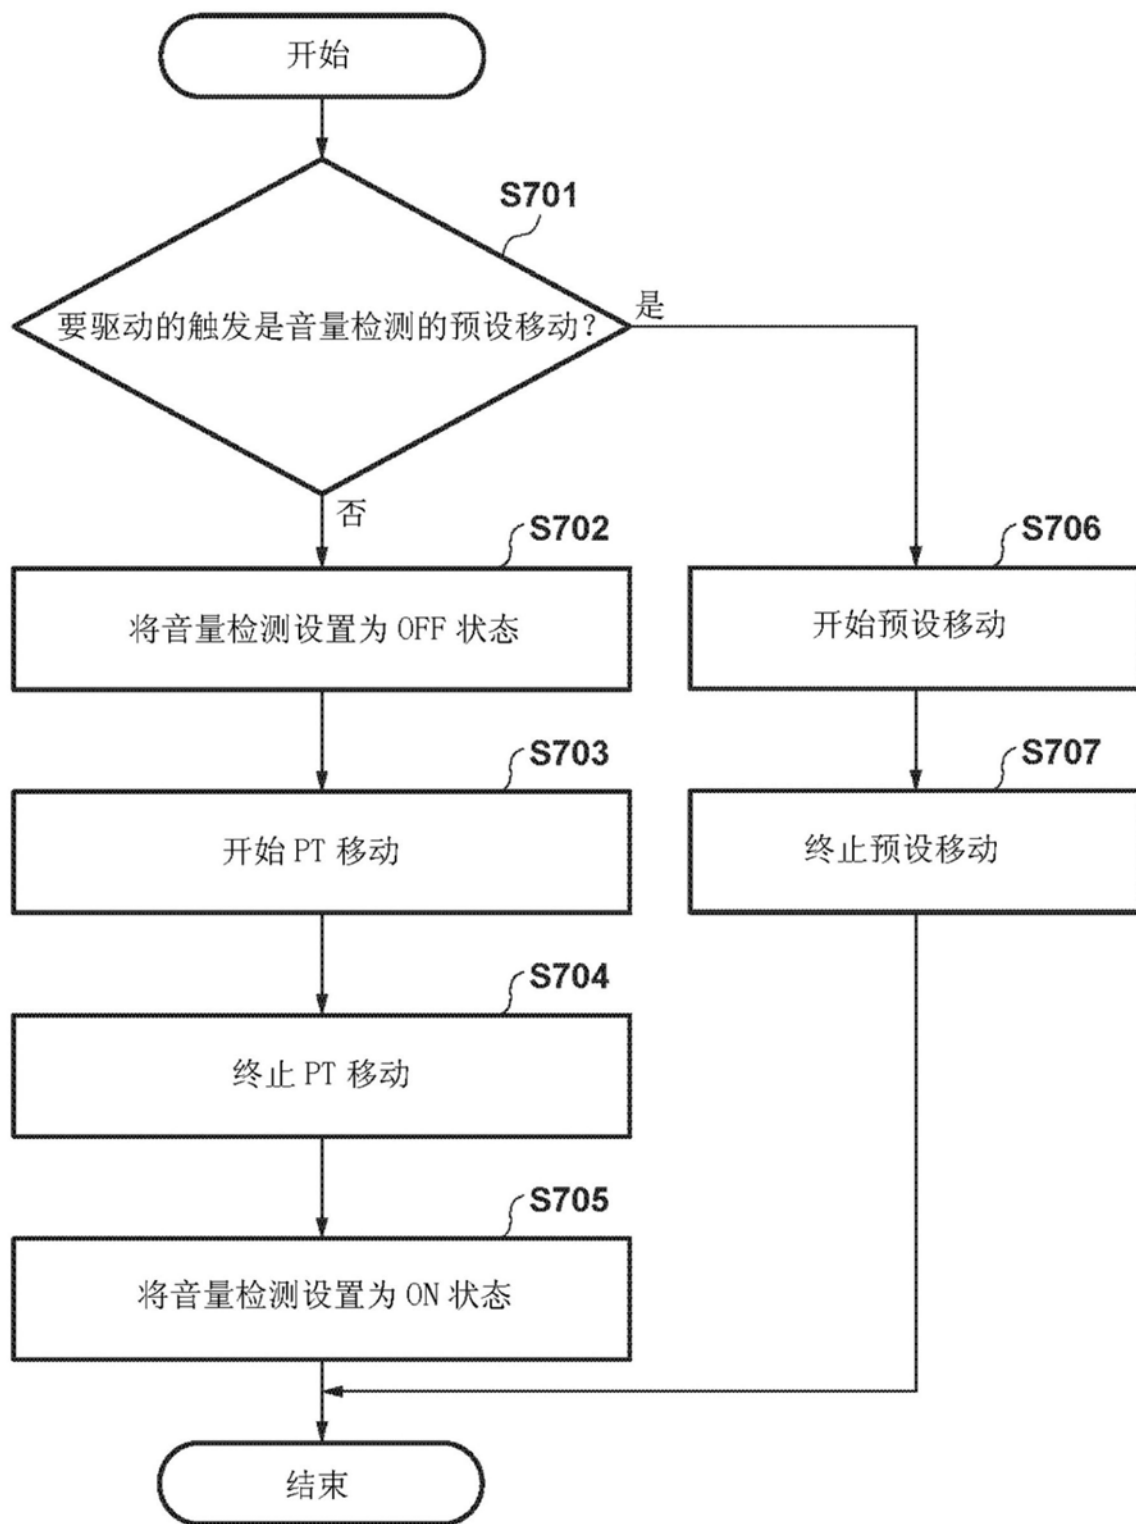 开始
S701
要驱动的触发是音量检测的预设移动?
是
否
S702
将音量检测设置为 OFF 状态
S706
开始预设移动
S703
开始 PT 移动
S707
终止预设移动
S704
终止 PT 移动
S705
将音量检测设置为 ON 状态
结束